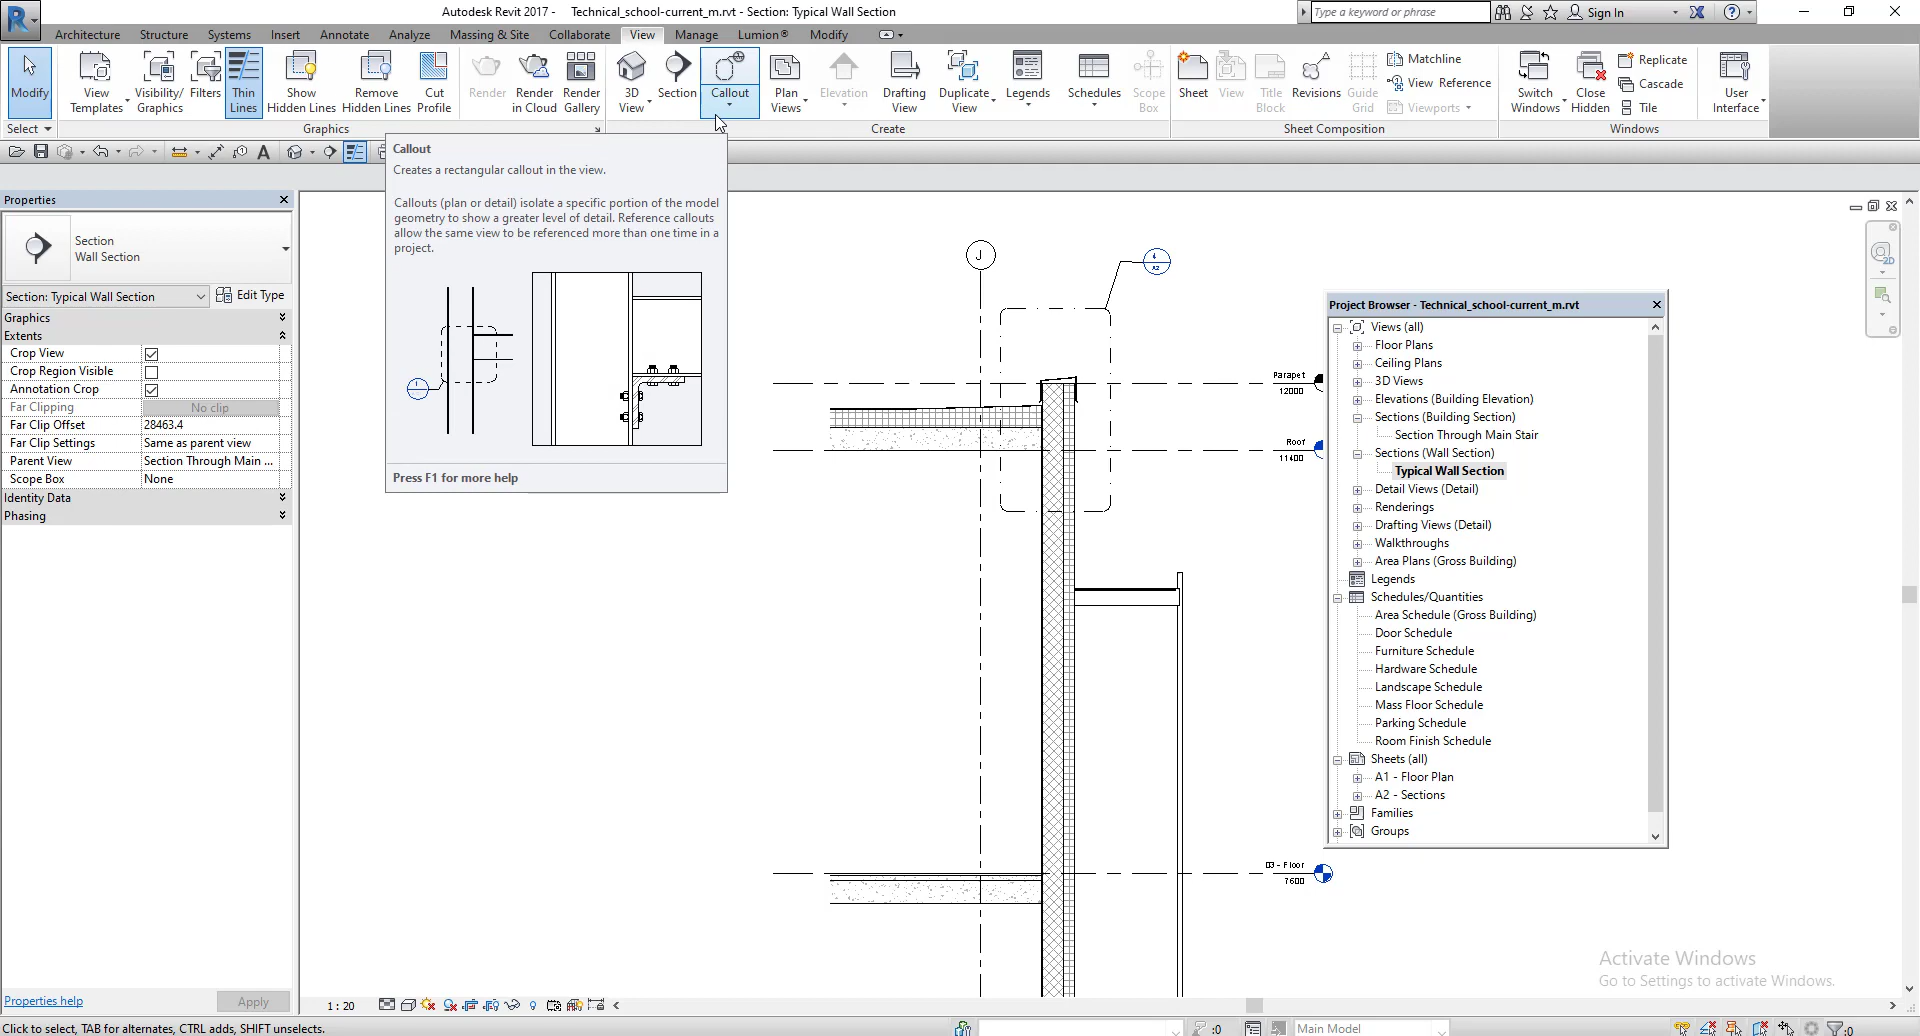 Autodesk Revit 2017 - Technical_school-current_m.rvt - Section: Typical Wall Section
Type a keyword or phrase
Sign In
Architecture Structure Systems Insert Annotate Analyze Massing & Site Collaborate View Manage Lumion® Modify
Modify
View Templates
Visibility/ Graphics
Filters
Thin Lines
Show Hidden Lines
Remove Hidden Lines
Cut Profile
Render
Render in Cloud
Render Gallery
3D View
Section
Callout
Plan Views
Elevation
Drafting View
Duplicate View
Legends
Schedules
Scope Box
Sheet
View
Title Block
Revisions
Guide Grid
Matchline
View Reference
Viewports
Switch Windows
Close Hidden
Replicate
Cascade
Tile
User Interface
Select
Graphics
Create
Sheet Composition
Windows
Callout
Creates a rectangular callout in the view.
Callouts (plan or detail) isolate a specific portion of the model
geometry to show a greater level of detail. Reference callouts
allow the same view to be referenced more than one time in a
project.
Press F1 for more help
Properties
Section
Wall Section
Section: Typical Wall Section
Edit Type
Graphics
Extents
Crop View
Crop Region Visible
Annotation Crop
Far Clipping No clip
Far Clip Offset 28463.4
Far Clip Settings Same as parent view
Parent View Section Through Main ...
Scope Box None
Identity Data
Phasing
Properties help
Apply
J
4
A2
Parapet
12000
Roof
11400
03 - Floor
7600
2D
Project Browser - Technical_school-current_m.rvt
Views (all)
Floor Plans
Ceiling Plans
3D Views
Elevations (Building Elevation)
Sections (Building Section)
Section Through Main Stair
Sections (Wall Section)
Typical Wall Section
Detail Views (Detail)
Renderings
Drafting Views (Detail)
Walkthroughs
Area Plans (Gross Building)
Legends
Schedules/Quantities
Area Schedule (Gross Building)
Door Schedule
Furniture Schedule
Hardware Schedule
Landscape Schedule
Mass Floor Schedule
Parking Schedule
Room Finish Schedule
Sheets (all)
A1 - Floor Plan
A2 - Sections
Families
Groups
Activate Windows
Go to Settings to activate Windows.
1 : 20
Click to select, TAB for alternates, CTRL adds, SHIFT unselects.
:0
Main Model
:0